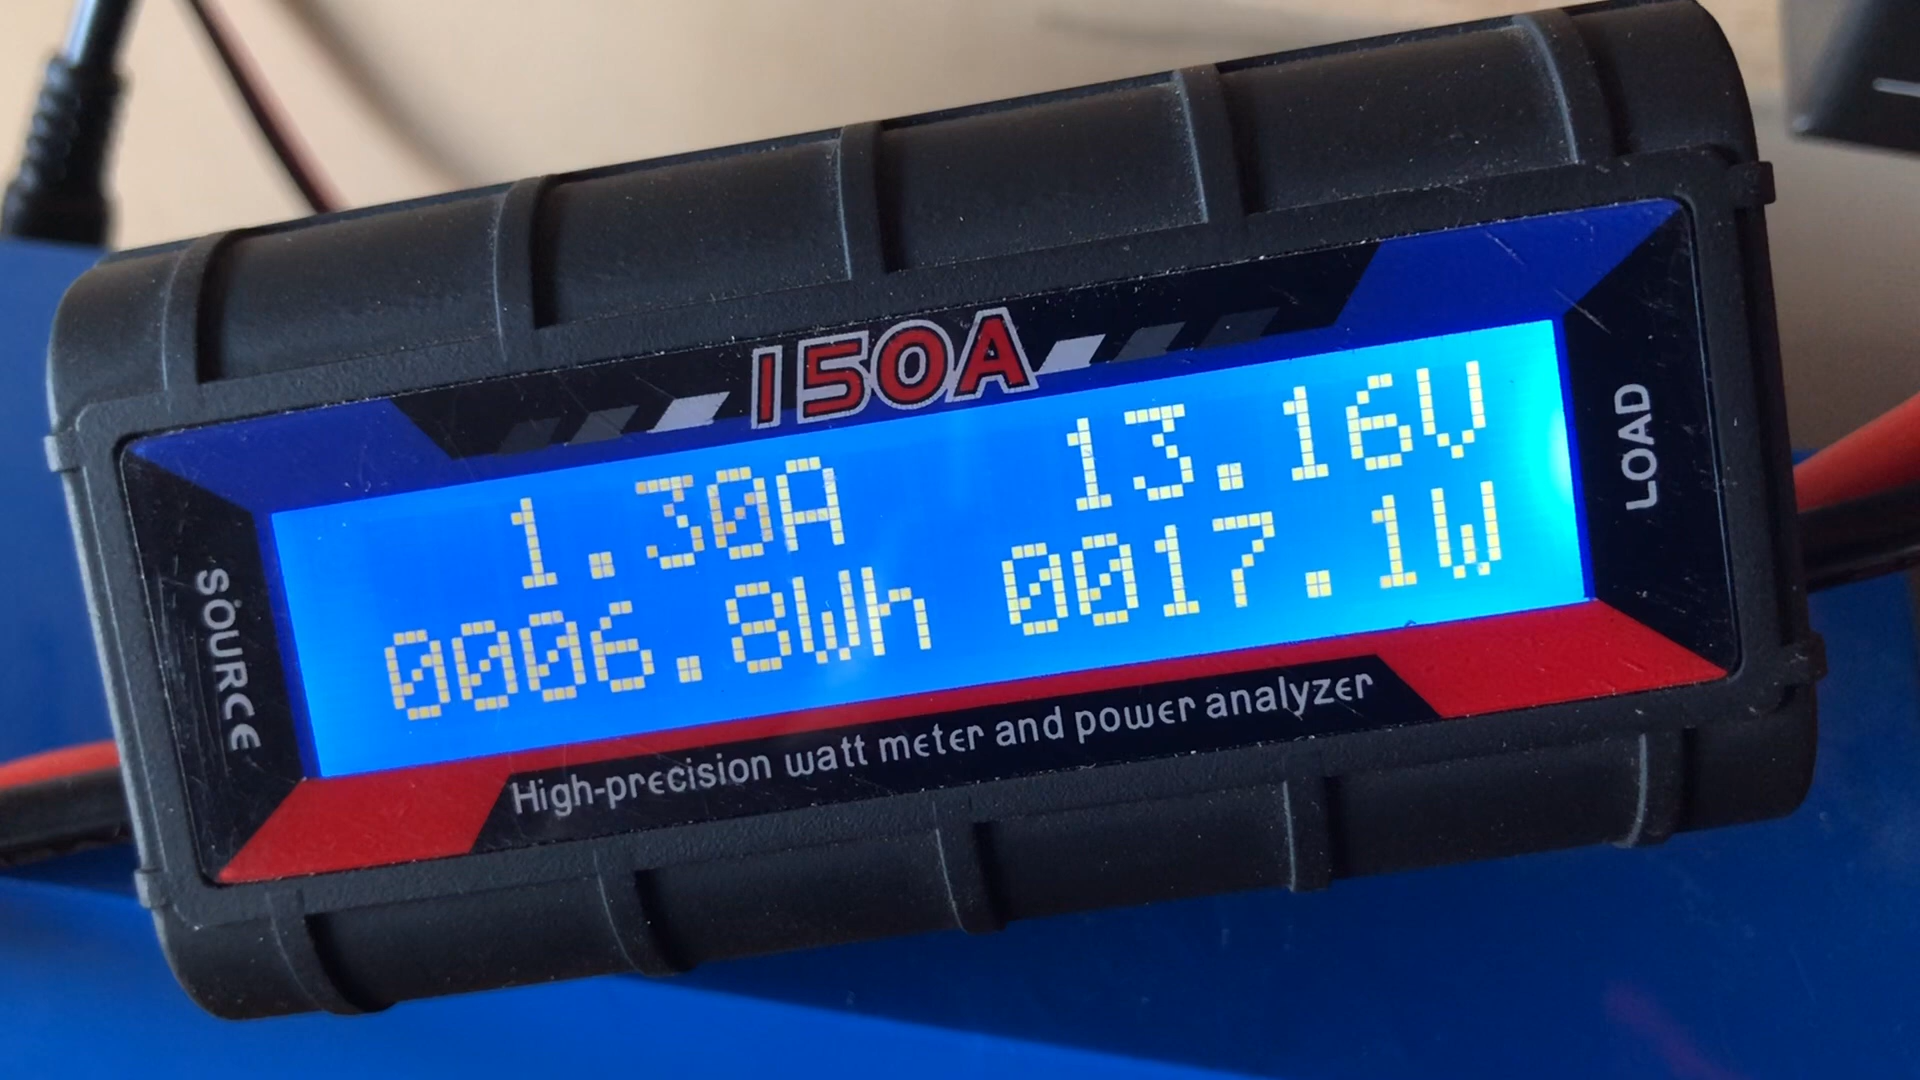 150A
1.30A 13.16V
0006.8Wh 0017.1W
SOURCE
LOAD
High-precision watt meter and power analyzer